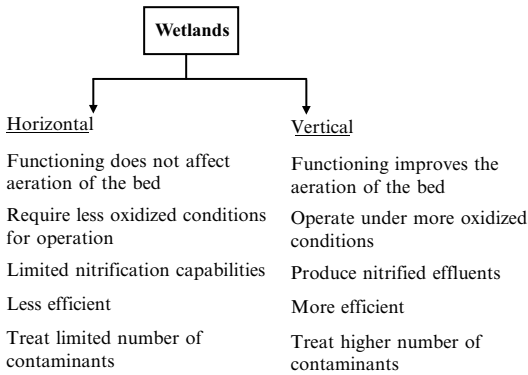 Wetlands
Horizontal
Functioning does not affect
aeration of the bed
Require less oxidized conditions
for operation
Limited nitrification capabilities
Less efficient
Treat limited number of
contaminants
Vertical
Functioning improves the
aeration of the bed
Operate under more oxidized
conditions
Produce nitrified effluents
More efficient
Treat higher number of
contaminants